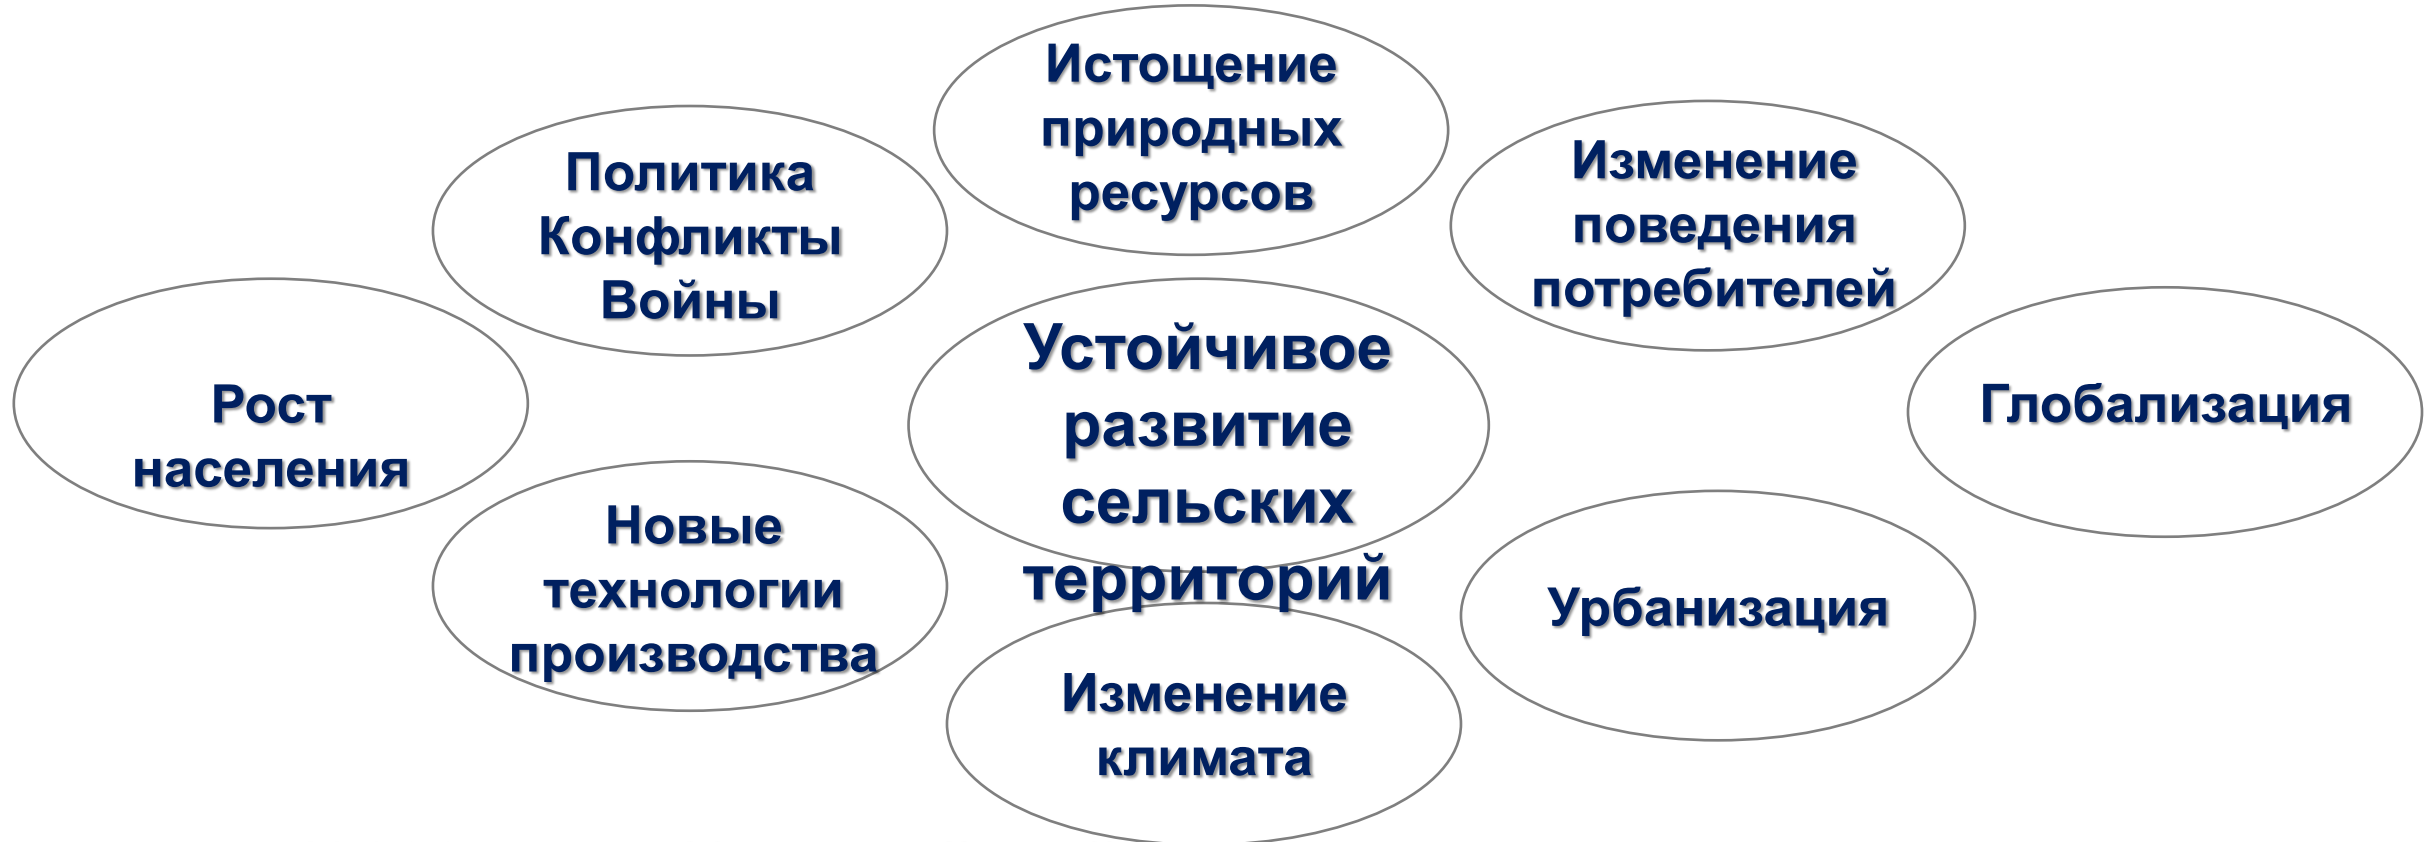 Истощение
природных
ресурсов
Политика
Конфликты
Войны
Изменение
поведения
потребителей
Рост
населения
Устойчивое
развитие
сельских
территорий
Глобализация
Новые
технологии
производства
Урбанизация
Изменение
климата